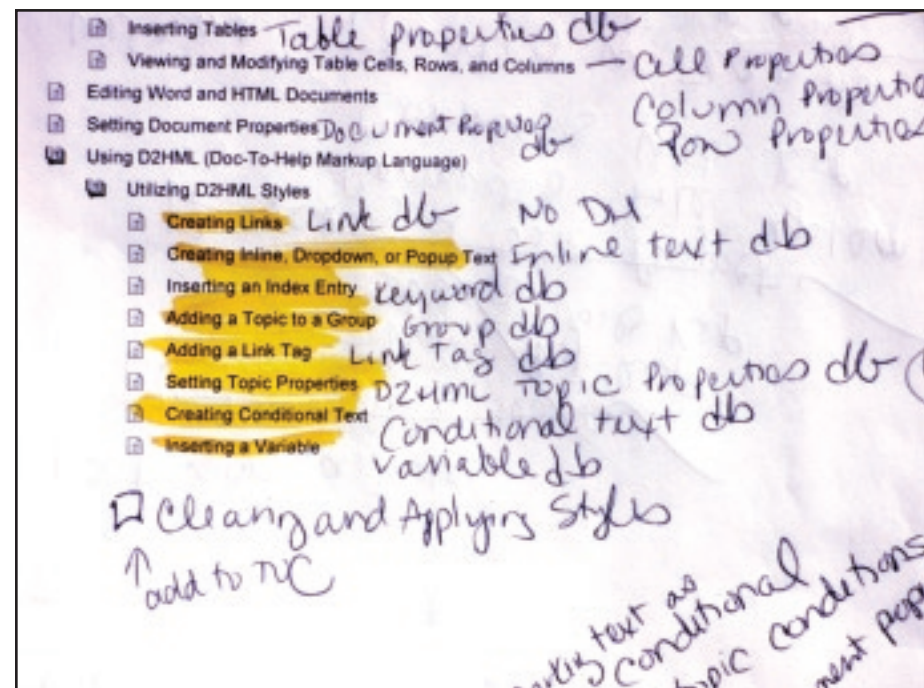 Inserting Tables - Table properties db
Viewing and Modifying Table Cells, Rows, and Columns — Cell Properties
Column Propertie
Row Properties
Editing Word and HTML Documents
Setting Document Properties Document
db
Using D2HML (Doc-To-Help Markup Language)
Utilizing D2HML Styles
Creating Links Link db No DH
Creating Inline, Dropdown, or Popup Text Inline text db
Inserting an Index Entry Keyword db
Adding a Topic to a Group Group db
Adding a Link Tag Link Tag db
Setting Topic Properties D2HML Topic Properties db (
Creating Conditional Text Conditional text db
Inserting a Variable Variable db
and Applying Styles
↑
add to TOC
text as
conditional
opic conditions
ment prop